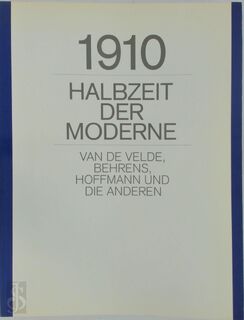 1910
HALBZEIT
DER
MODERNE
VAN DE VELDE,
BEHRENS,
HOFFMANN UND
DIE ANDEREN